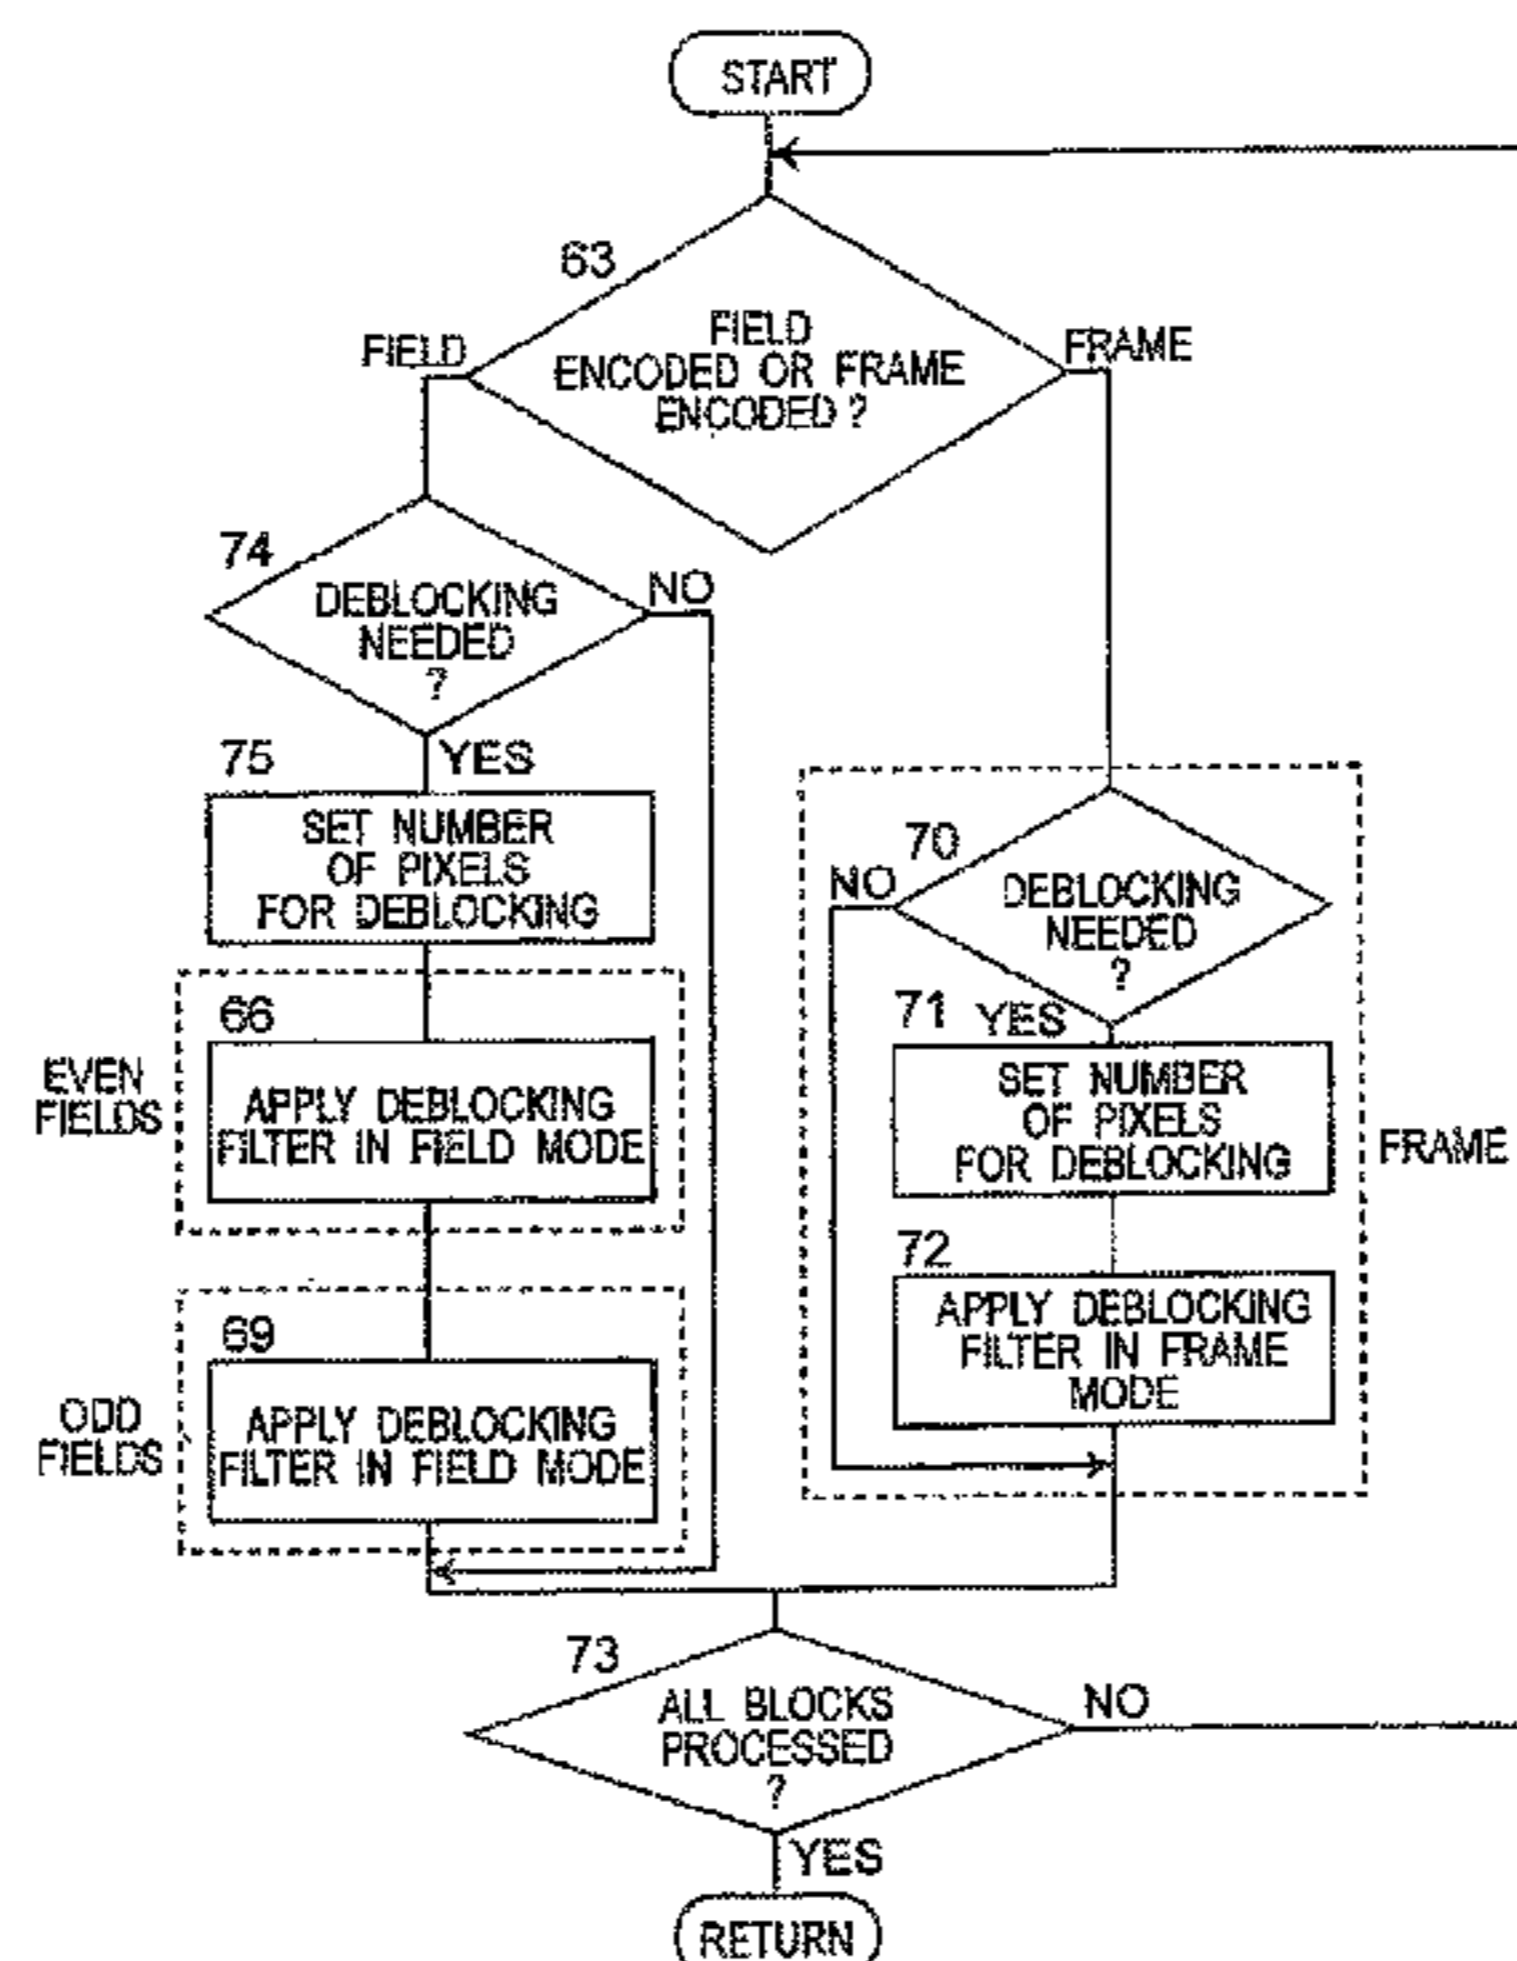 START
63
FIELD
ENCODED OR FRAME
ENCODED ?
FIELD
FRAME
74
DEBLOCKING
NEEDED
?
NO
YES
75
SET NUMBER
OF PIXELS
FOR DEBLOCKING
EVEN
FIELDS
66
APPLY DEBLOCKING
FILTER IN FIELD MODE
ODD
FIELDS
69
APPLY DEBLOCKING
FILTER IN FIELD MODE
70
DEBLOCKING
NEEDED
?
NO
YES
71
SET NUMBER
OF PIXELS
FOR DEBLOCKING
FRAME
72
APPLY DEBLOCKING
FILTER IN FRAME
MODE
73
ALL BLOCKS
PROCESSED
?
NO
YES
RETURN